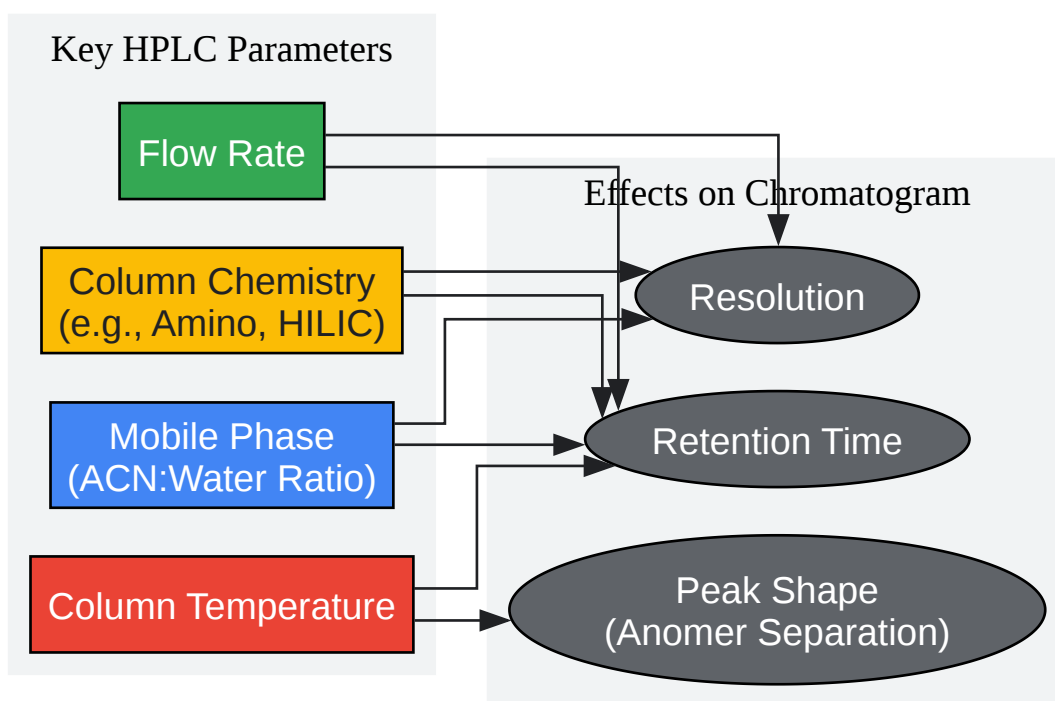 Key HPLC Parameters
Flow Rate
Column Chemistry
(e.g., Amino, HILIC)
Mobile Phase
(ACN:Water Ratio)
Column Temperature
Effects on Chromatogram
Resolution
Retention Time
Peak Shape
(Anomer Separation)